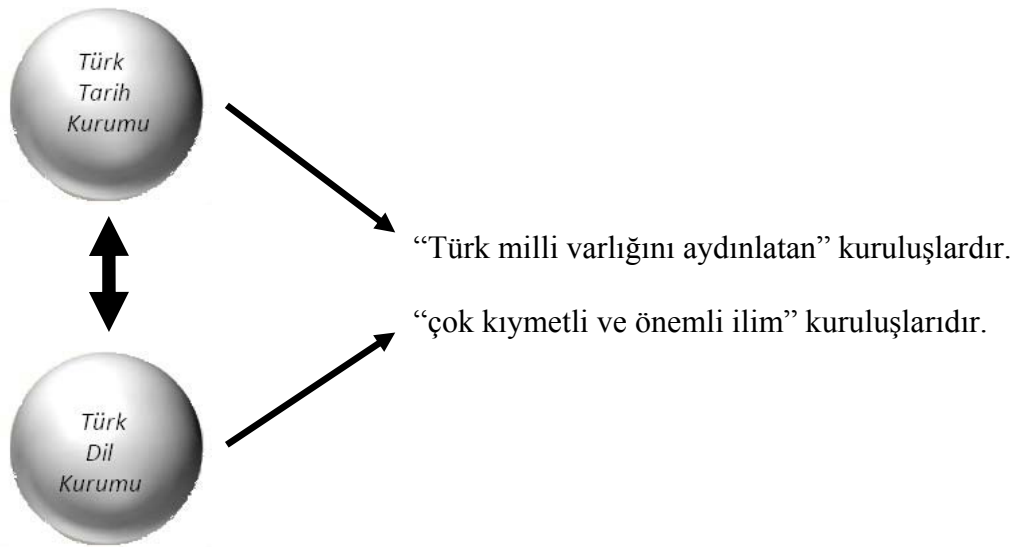 Türk
Tarih
Kurumu
“Türk milli varlığını aydınlatan” kuruluşlardır.
“çok kıymetli ve önemli ilim” kuruluşlarıdır.
Türk
Dil
Kurumu